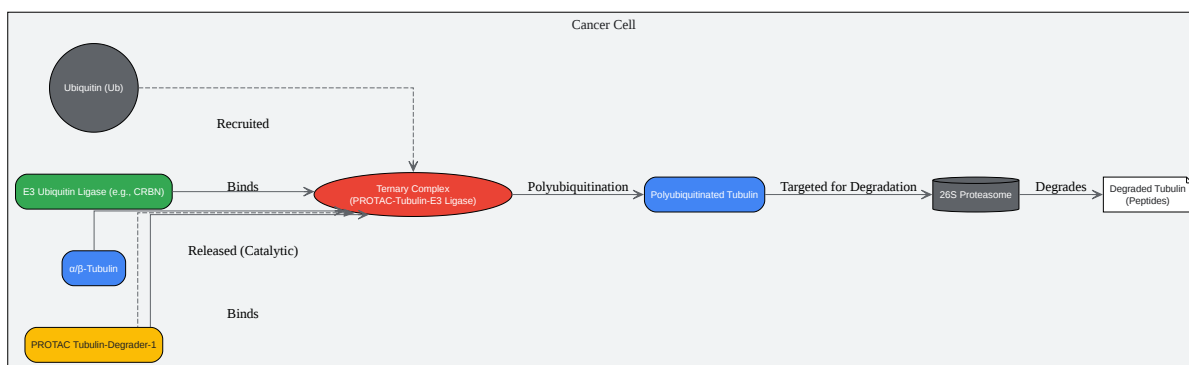 Cancer Cell
Ubiquitin (Ub)
Recruited
E3 Ubiquitin Ligase (e.g., CRBN)
Binds
Ternary Complex
(PROTAC-Tubulin-E3 Ligase)
Polyubiquitination
Polyubiquitinated Tubulin
Targeted for Degradation
26S Proteasome
Degrades
Degraded Tubulin
(Peptides)
Released (Catalytic)
α/β-Tubulin
Binds
PROTAC Tubulin-Degrader-1